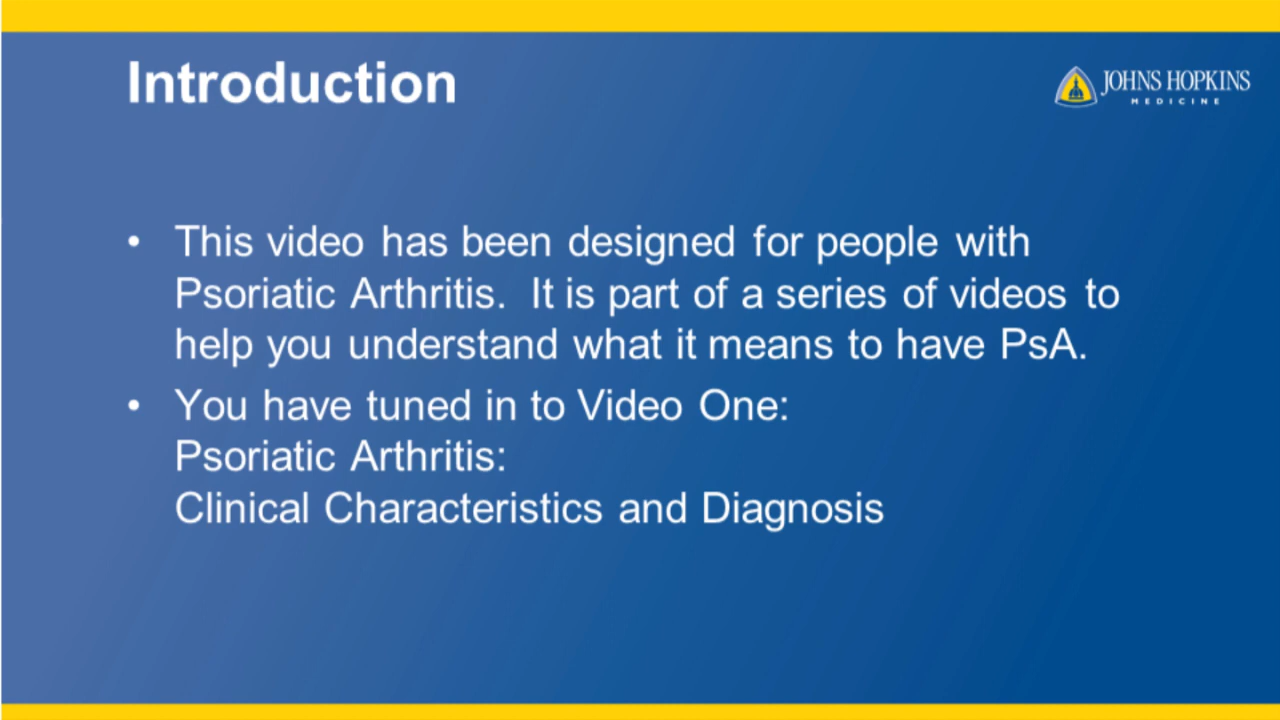 Introduction
JOHNS HOPKINS
MEDICINE
• This video has been designed for people with
Psoriatic Arthritis.  It is part of a series of videos to
help you understand what it means to have PsA.
• You have tuned in to Video One:
Psoriatic Arthritis:
Clinical Characteristics and Diagnosis